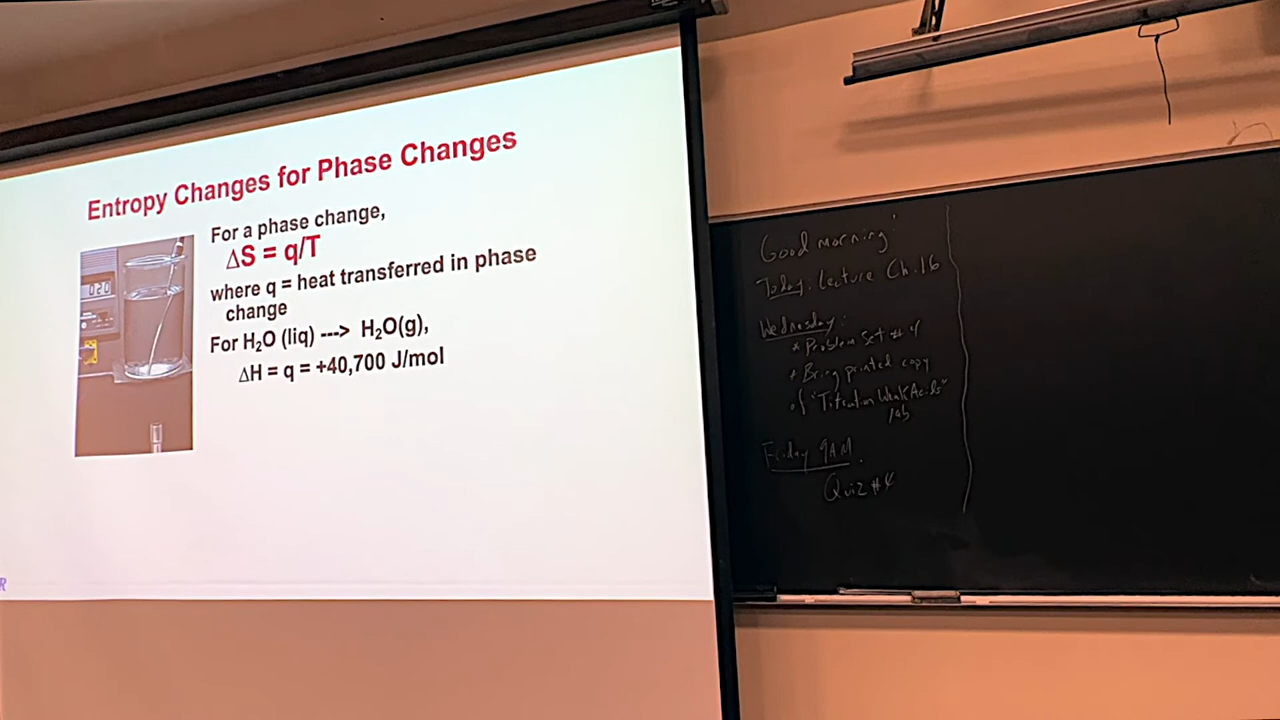 Entropy Changes for Phase Changes
For a phase change,
ΔS = q/T
where q = heat transferred in phase
change
For H₂O (liq) ---> H₂O(g),
ΔH = q = +40,700 J/mol
020
R
Good morning!
Today: Lecture Ch. 16
Wednesday:
* Problem Set #4
* Bring printed copy
of "Titration Weak Acids"
lab
Friday 9AM
Quiz #4